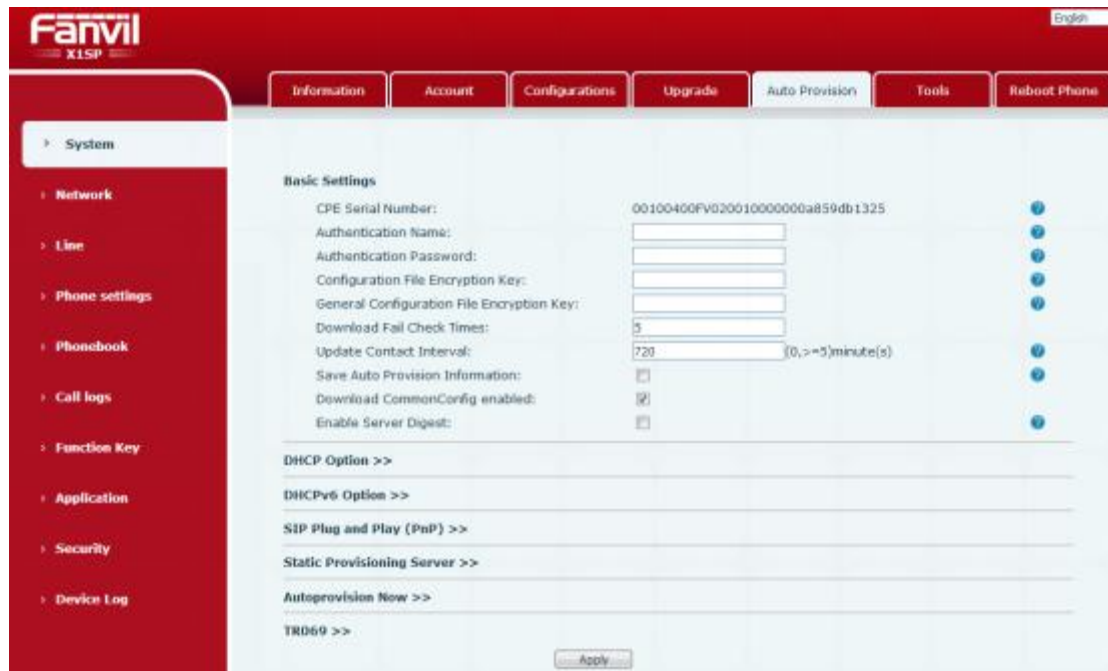 Fanvil
X1SP
English
Information
Account
Configurations
Upgrade
Auto Provision
Tools
Reboot Phone
› System
› Network
› Line
› Phone settings
› Phonebook
› Call logs
› Function Key
› Application
› Security
› Device Log
Basic Settings
CPE Serial Number: 00100400FV020010000000a859db1325
Authentication Name:
Authentication Password:
Configuration File Encryption Key:
General Configuration File Encryption Key:
Download Fail Check Times: 5
Update Contact Interval: 720 (0,>=5)minute(s)
Save Auto Provision Information:
Download CommonConfig enabled:
Enable Server Digest:
DHCP Option >>
DHCPv6 Option >>
SIP Plug and Play (PnP) >>
Static Provisioning Server >>
Autoprovision Now >>
TR069 >>
Apply